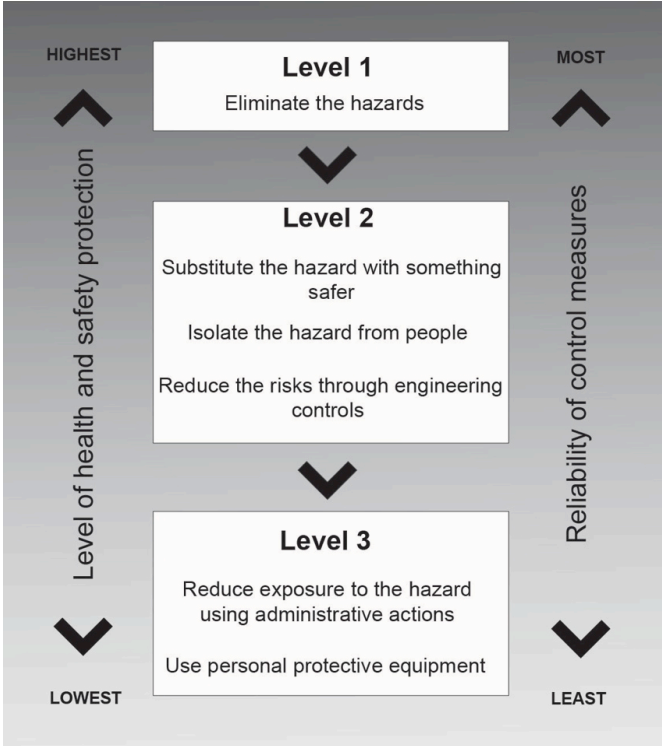 HIGHEST
MOST
Level 1
Eliminate the hazards
Level of health and safety protection
Reliability of control measures
Level 2
Substitute the hazard with something
safer
Isolate the hazard from people
Reduce the risks through engineering
controls
Level 3
Reduce exposure to the hazard
using administrative actions
Use personal protective equipment
LOWEST
LEAST